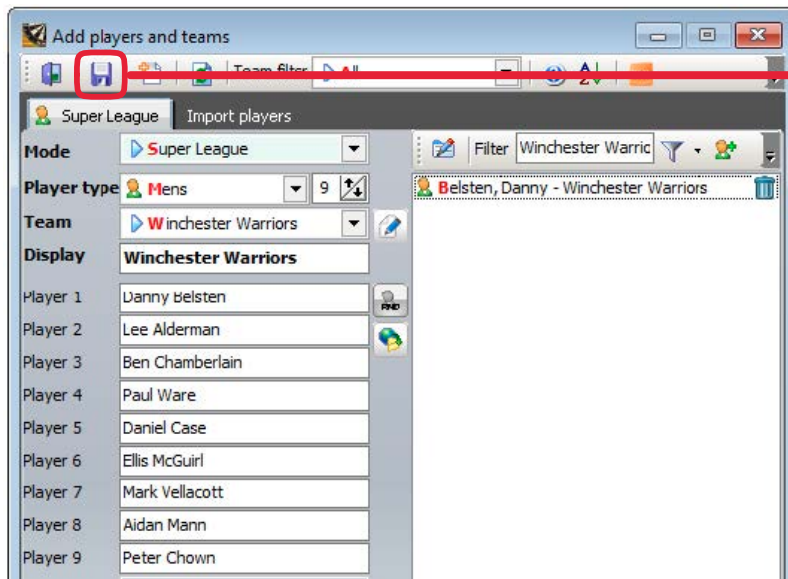 Add players and teams
Team filter All
Super League Import players
Mode Super League Filter Winchester Warric
Player type Mens 9 Belsten, Danny - Winchester Warriors
Team Winchester Warriors
Display Winchester Warriors
Player 1 Danny Belsten
FIND
Player 2 Lee Alderman
Player 3 Ben Chamberlain
Player 4 Paul Ware
Player 5 Daniel Case
Player 6 Ellis McGuirl
Player 7 Mark Vellacott
Player 8 Aidan Mann
Player 9 Peter Chown